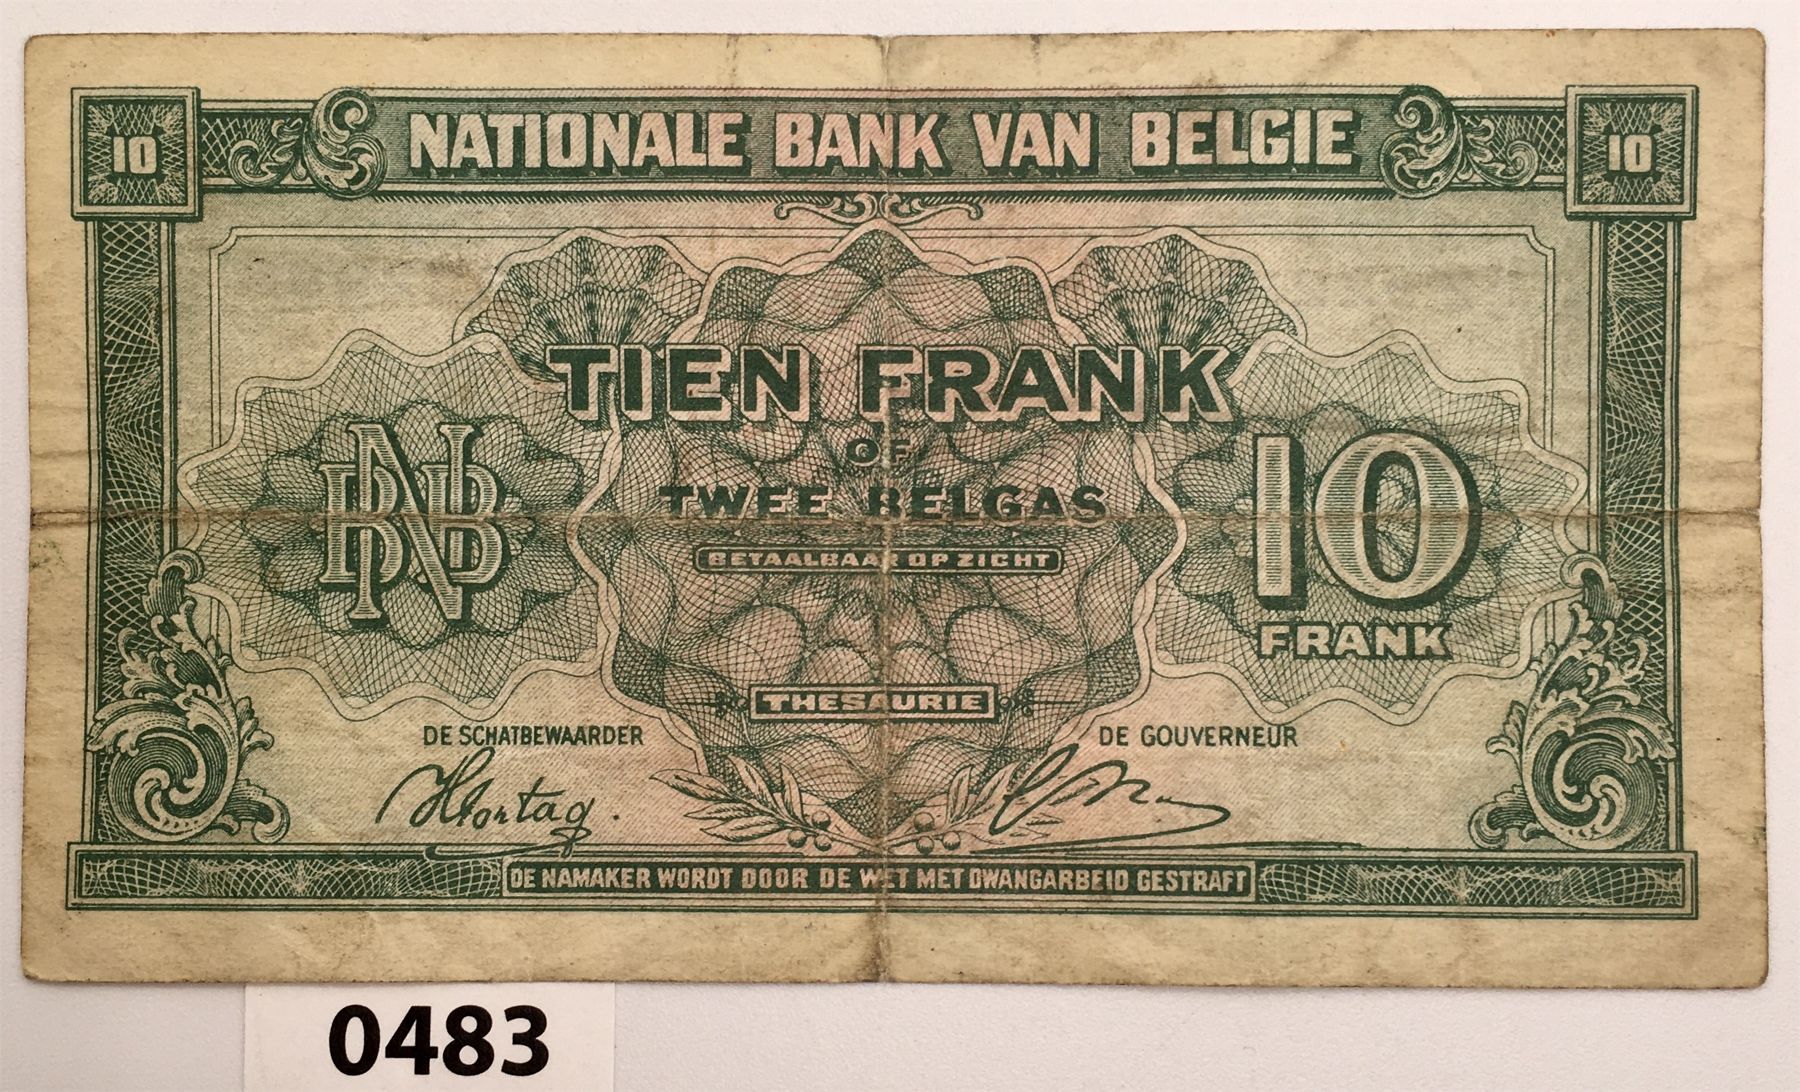 10 NATIONALE BANK VAN BELGIE 10
TIEN FRANK
OF
TWEE BELGAS
BETAALBAAR OP ZICHT
BNB
10
FRANK
THESAURIE
DE SCHATBEWAARDER DE GOUVERNEUR
DE NAMAKER WORDT DOOR DE WET MET DWANGARBEID GESTRAFT
0483